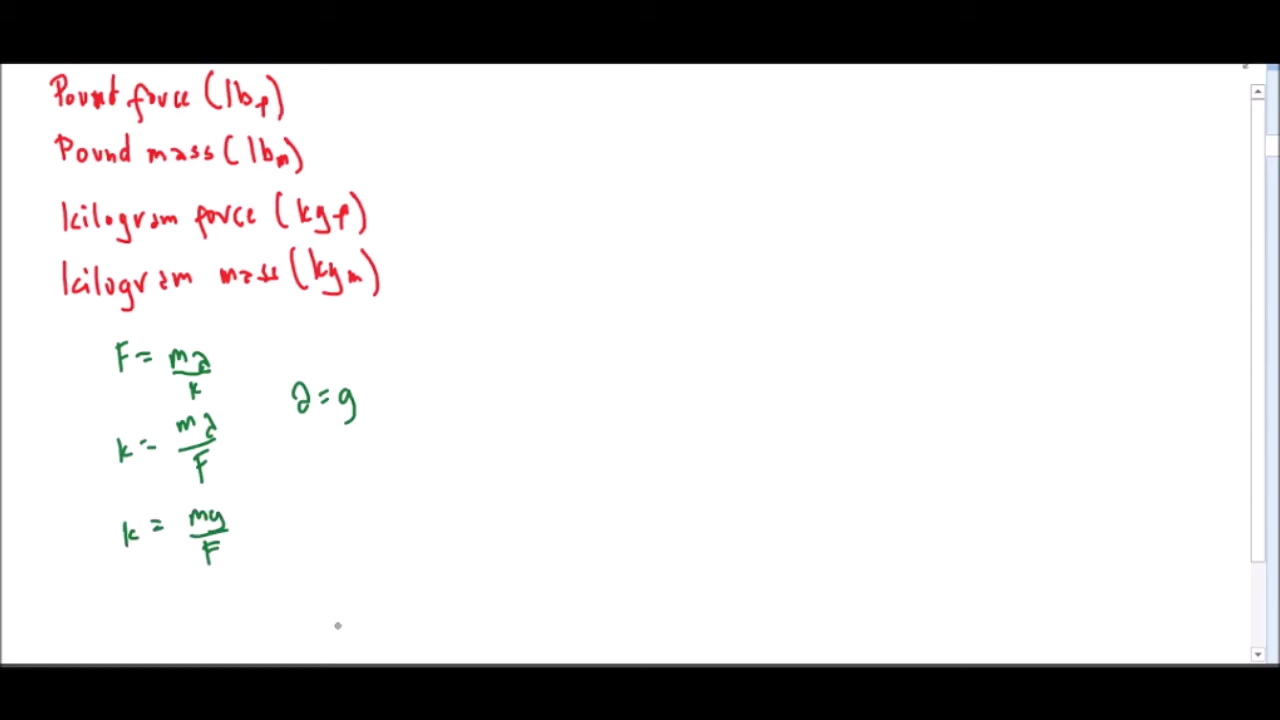 Pound force (lbf)
Pound mass (lbm)
kilogram force (kgf)
kilogram mass (kgm)
F = ma/k
a = g
k = ma/F
k = mg/F